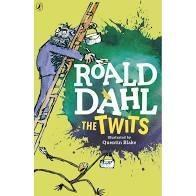 ROALD
DAHL
THE TWITS
Illustrated by
Quentin Blake